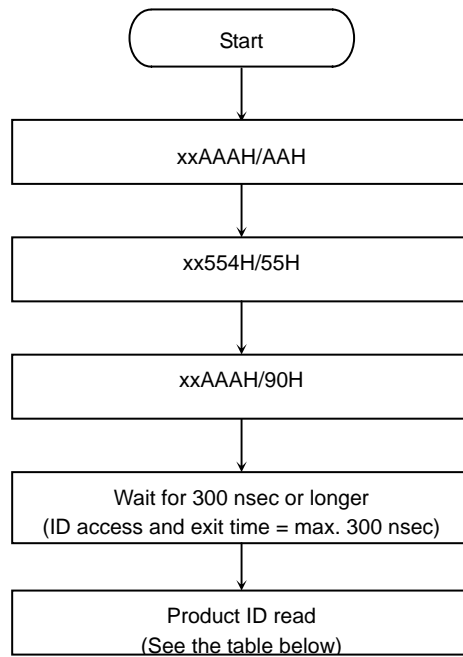 Start
xxAAAH/AAH
xx554H/55H
xxAAAH/90H
Wait for 300 nsec or longer
(ID access and exit time = max. 300 nsec)
Product ID read
(See the table below)